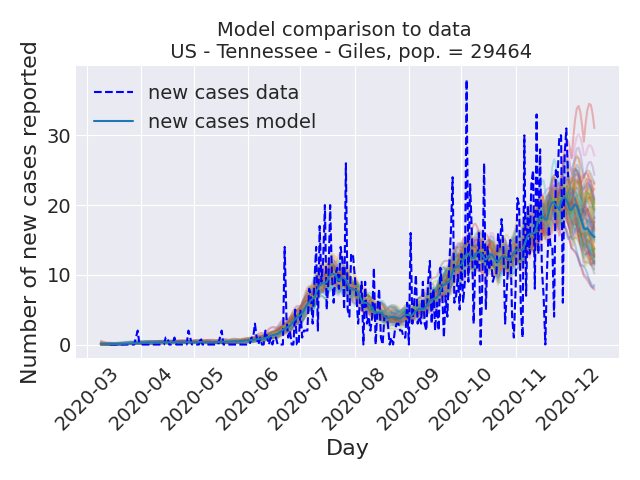 Model comparison to data
US - Tennessee - Giles, pop. = 29464
Number of new cases reported
new cases data
new cases model
30
20
10
0
2020-03
2020-04
2020-05
2020-06
2020-07
2020-08
2020-09
2020-10
2020-11
2020-12
Day